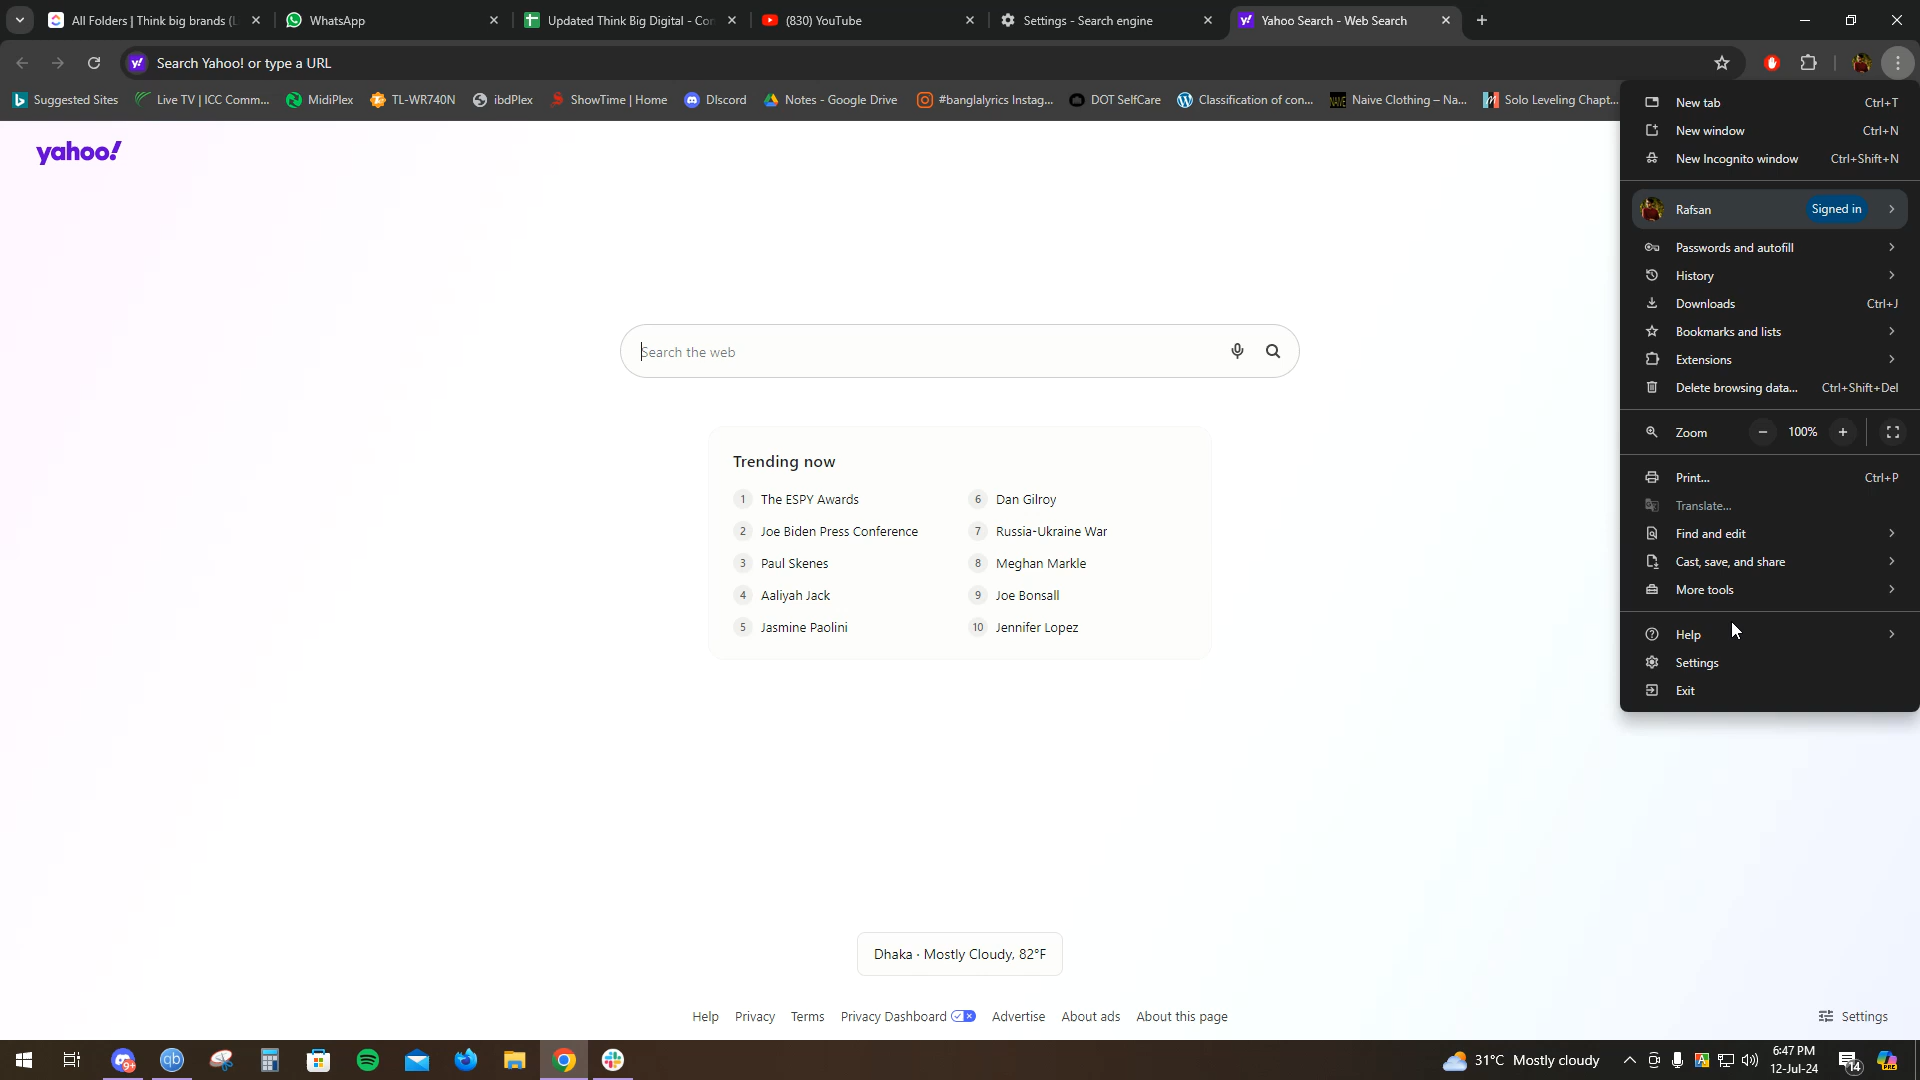 All Folders | Think big brands (L
WhatsApp
Updated Think Big Digital - Con
(830) YouTube
Settings - Search engine
Yahoo Search - Web Search
Search Yahoo! or type a URL
Suggested Sites
Live TV | ICC Comm...
MidiPlex
TL-WR740N
ibdPlex
ShowTime | Home
DIscord
Notes - Google Drive
#banglalyrics Instag...
DOT SelfCare
Classification of con...
Naive Clothing – Na...
Solo Leveling Chapt...
yahoo!
Search the web
Trending now
1 The ESPY Awards
2 Joe Biden Press Conference
3 Paul Skenes
4 Aaliyah Jack
5 Jasmine Paolini
6 Dan Gilroy
7 Russia-Ukraine War
8 Meghan Markle
9 Joe Bonsall
10 Jennifer Lopez
New tab Ctrl+T
New window Ctrl+N
New Incognito window Ctrl+Shift+N
Rafsan Signed in
Passwords and autofill
History
Downloads Ctrl+J
Bookmarks and lists
Extensions
Delete browsing data... Ctrl+Shift+Del
Zoom 100%
Print... Ctrl+P
Translate...
Find and edit
Cast, save, and share
More tools
Help
Settings
Exit
Dhaka · Mostly Cloudy, 82°F
Help Privacy Terms Privacy Dashboard Advertise About ads About this page
Settings
31°C Mostly cloudy
6:47 PM
12-Jul-24
14